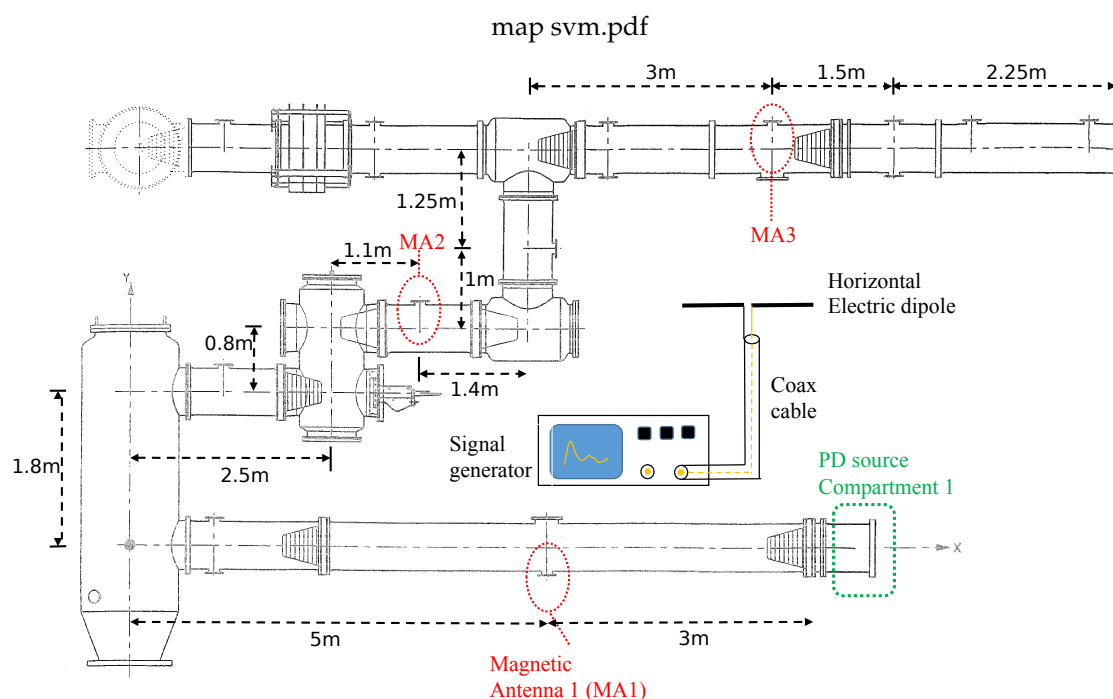 map svm.pdf
3m
1.5m
2.25m
1.25m
MA2
MA3
1.1m
1m
Y
Horizontal
Electric dipole
0.8m
1.4m
Coax
cable
Signal
generator
1.8m
2.5m
PD source
Compartment 1
X
5m
3m
Magnetic
Antenna 1 (MA1)